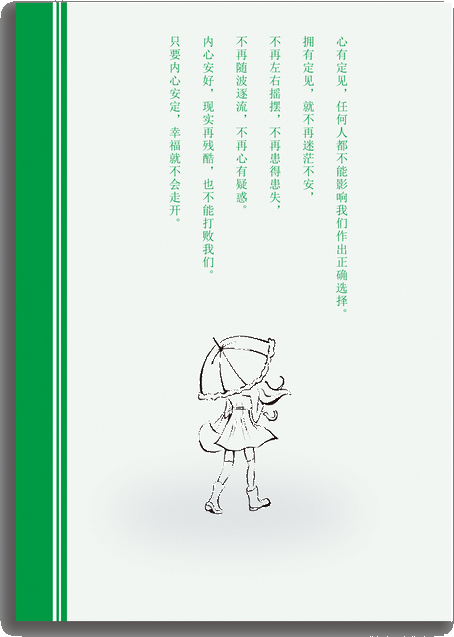 心有定见，任何人都不能影响我们作出正确选择。
拥有定见，就不再迷茫不安，
不再左右摇摆，不再患得患失，
不再随波逐流，不再心有疑惑。
内心安好，现实再残酷，也不能打败我们。
只要内心安定，幸福就不会走开。